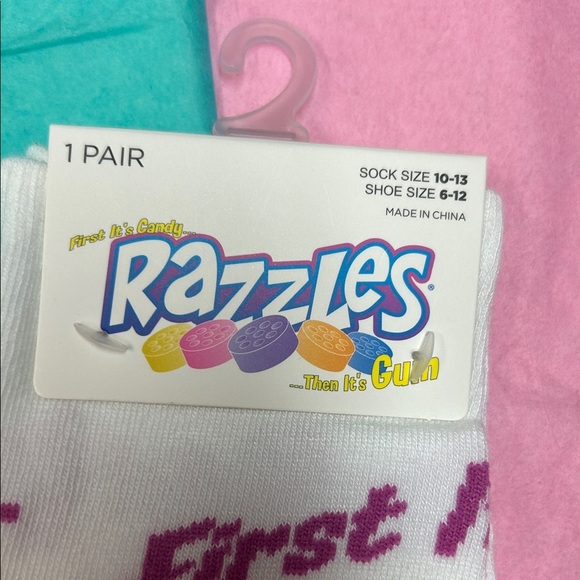 1 PAIR
SOCK SIZE 10-13
SHOE SIZE 6-12
MADE IN CHINA
First It's Candy...
RazzLes®
...Then It's Gum
First